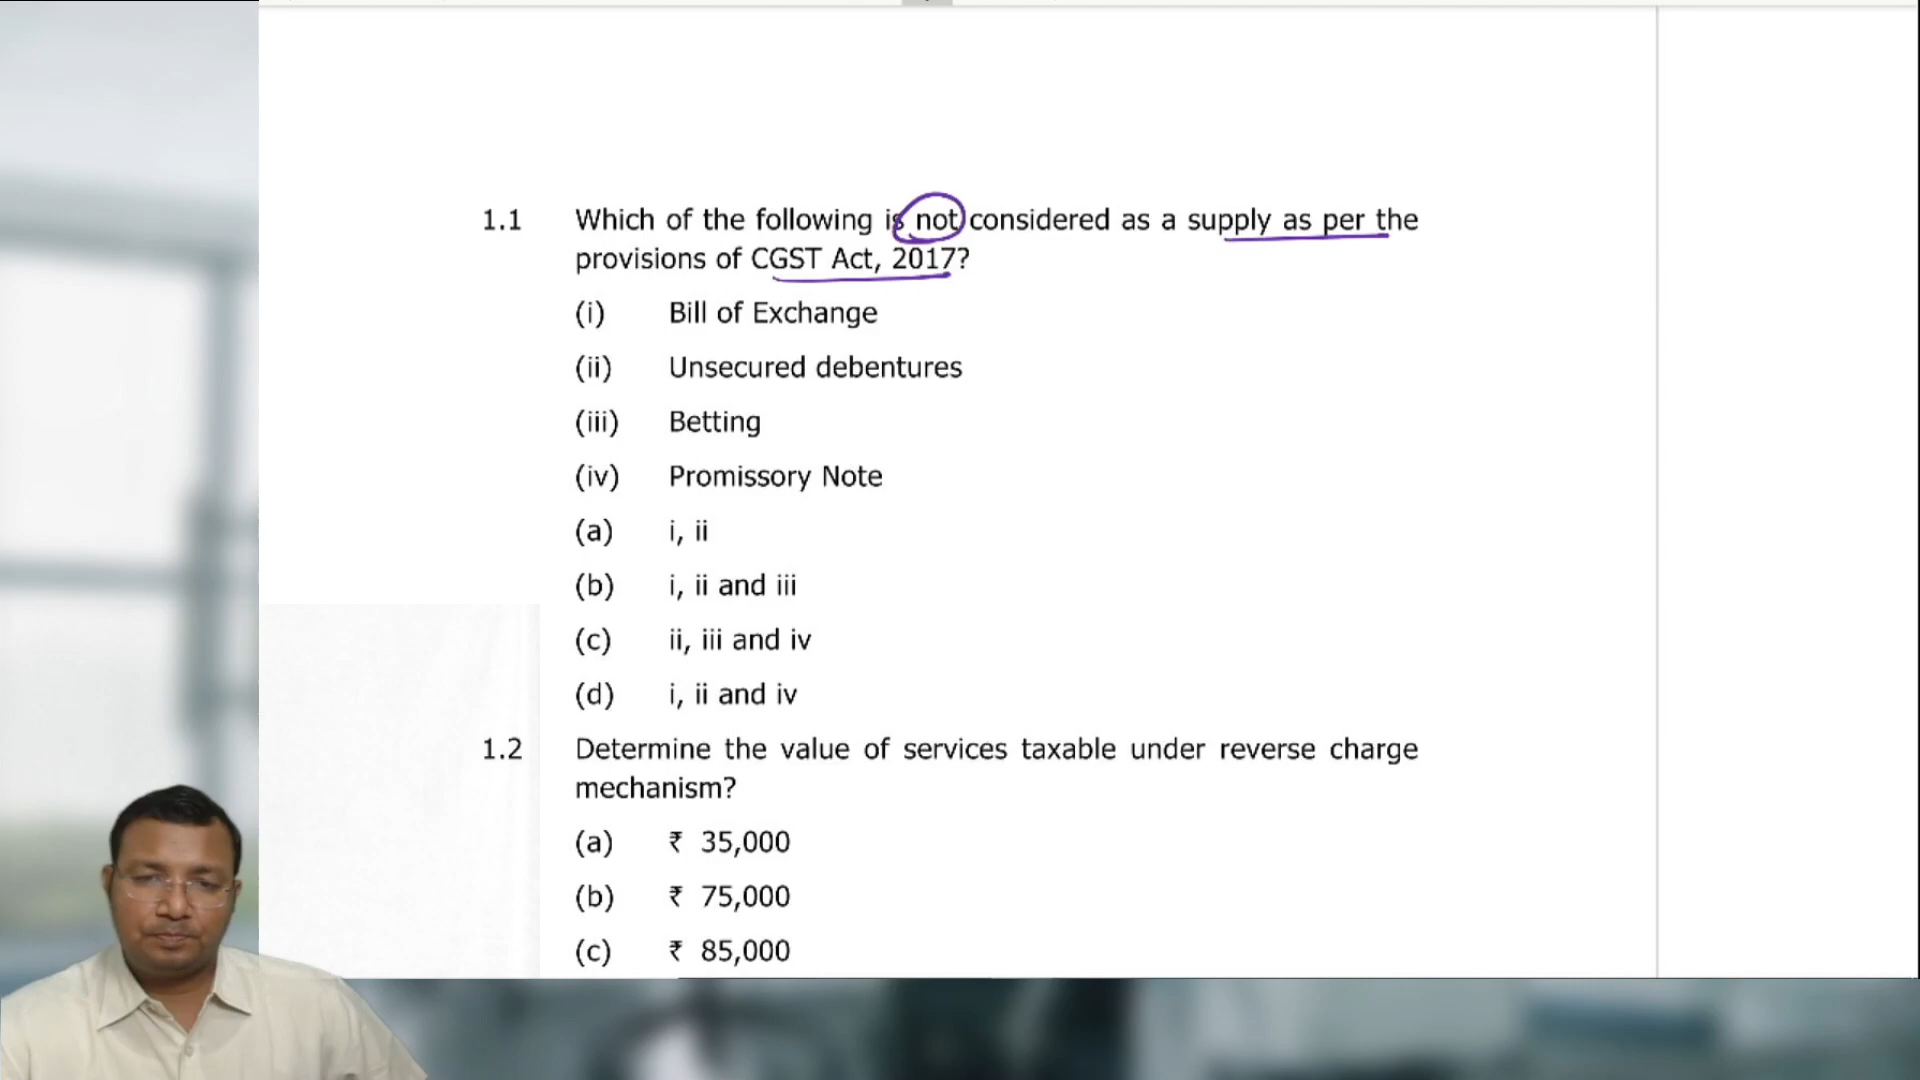 1.1 Which of the following is not considered as a supply as per the
provisions of CGST Act, 2017?
(i) Bill of Exchange
(ii) Unsecured debentures
(iii) Betting
(iv) Promissory Note
(a) i, ii
(b) i, ii and iii
(c) ii, iii and iv
(d) i, ii and iv
1.2 Determine the value of services taxable under reverse charge
mechanism?
(a) ₹ 35,000
(b) ₹ 75,000
(c) ₹ 85,000